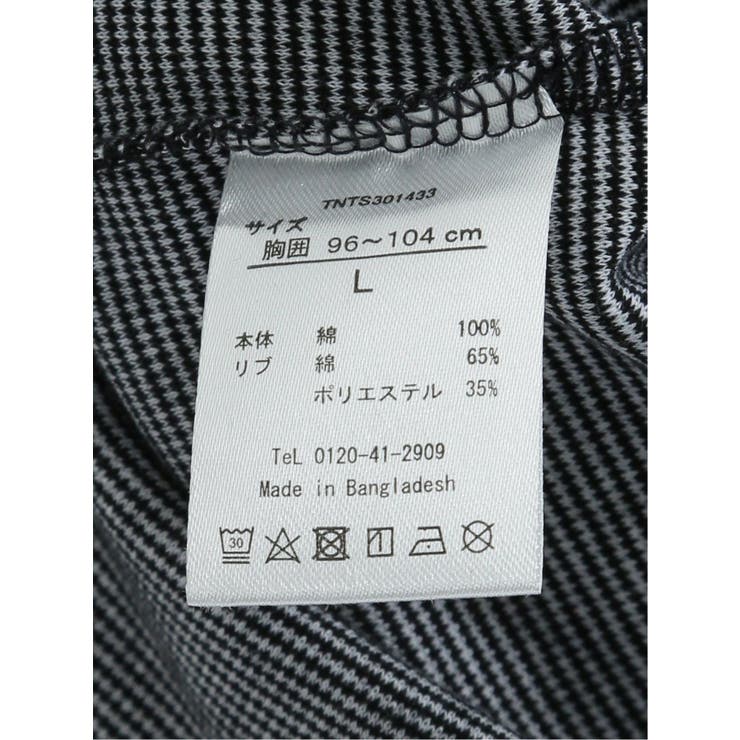 TNTS301433
サイズ
胸囲 96～104 cm
L
本体 綿 100%
リブ 綿 65%
ポリエステル 35%
TeL 0120-41-2909
Made in Bangladesh
30